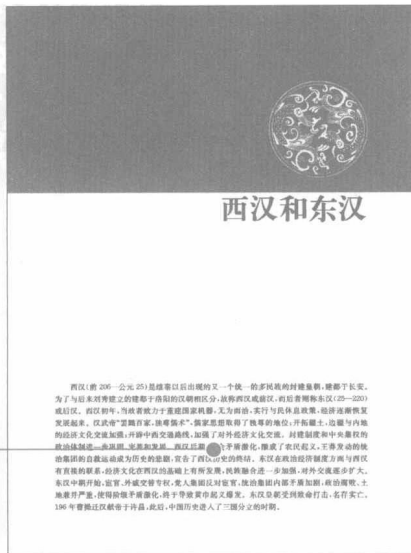 西汉和东汉
西汉(前 206—公元 25)是继秦以后出现的又一个统一的多民族的封建皇朝,建都于长安。
为了与后来刘秀建立的建都于洛阳的汉朝相区分,故称西汉或前汉,而后者则称东汉(25—220)
或后汉。西汉初年,当政者致力于重建国家机器,无为而治,实行与民休息政策,经济逐渐恢复
发展起来。汉武帝“罢黜百家,独尊儒术”,儒家思想取得了独尊的地位;开拓疆土,边疆与内地
的经济文化交流加强;开辟中西交通路线,加强了对外经济文化交流。封建制度和中央集权的
政治体制进一步巩固、完善和发展。西汉后期,会矛盾激化,酿成了农民起义,王莽发动的统
治集团的自救运动成为历史的悲剧,宣告了西汉历史的终结。东汉在政治经济制度方面与西汉
有直接的联系,经济文化在西汉的基础上有所发展,民族融合进一步加强,对外交流逐步扩大。
东汉中期开始,宦官、外戚交替专权,党人集团反对宦官,统治集团内部矛盾加剧,政治腐败,土
地兼并严重,使得阶级矛盾激化,终于导致黄巾起义爆发。东汉皇朝受到致命打击,名存实亡。
196 年曹操迁汉献帝于许昌,此后,中国历史进入了三国分立的时期。